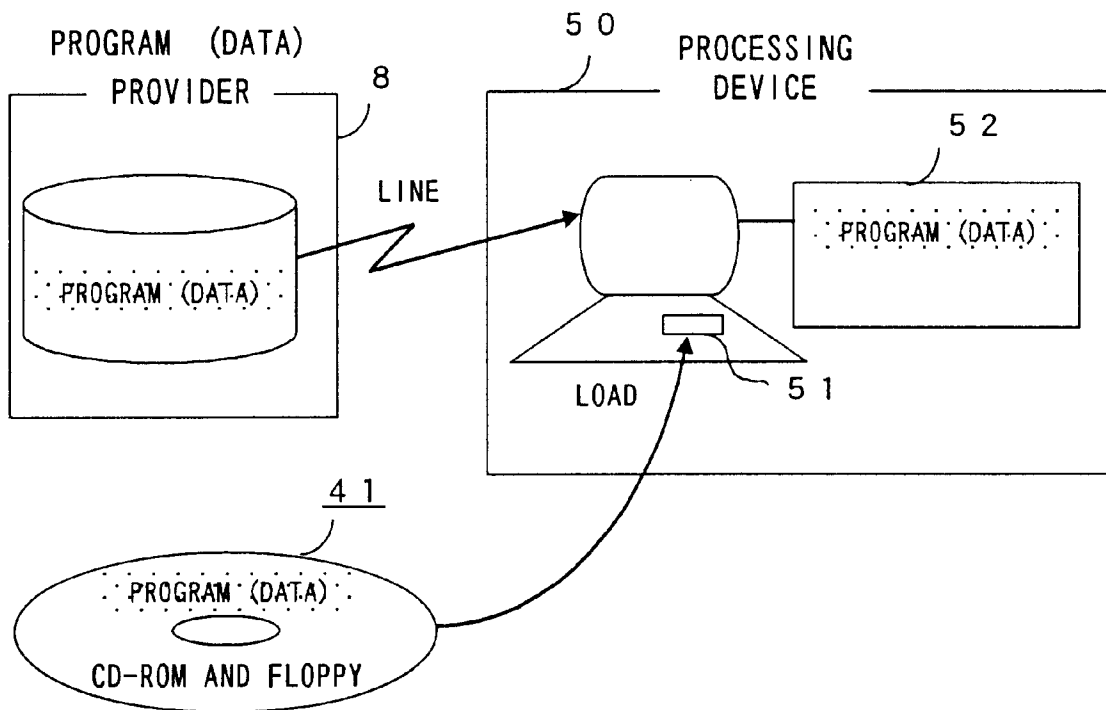 PROGRAM (DATA)
PROVIDER
8
PROGRAM (DATA)
LINE
50
PROCESSING
DEVICE
52
PROGRAM (DATA)
51
LOAD
41
PROGRAM (DATA)
CD-ROM AND FLOPPY